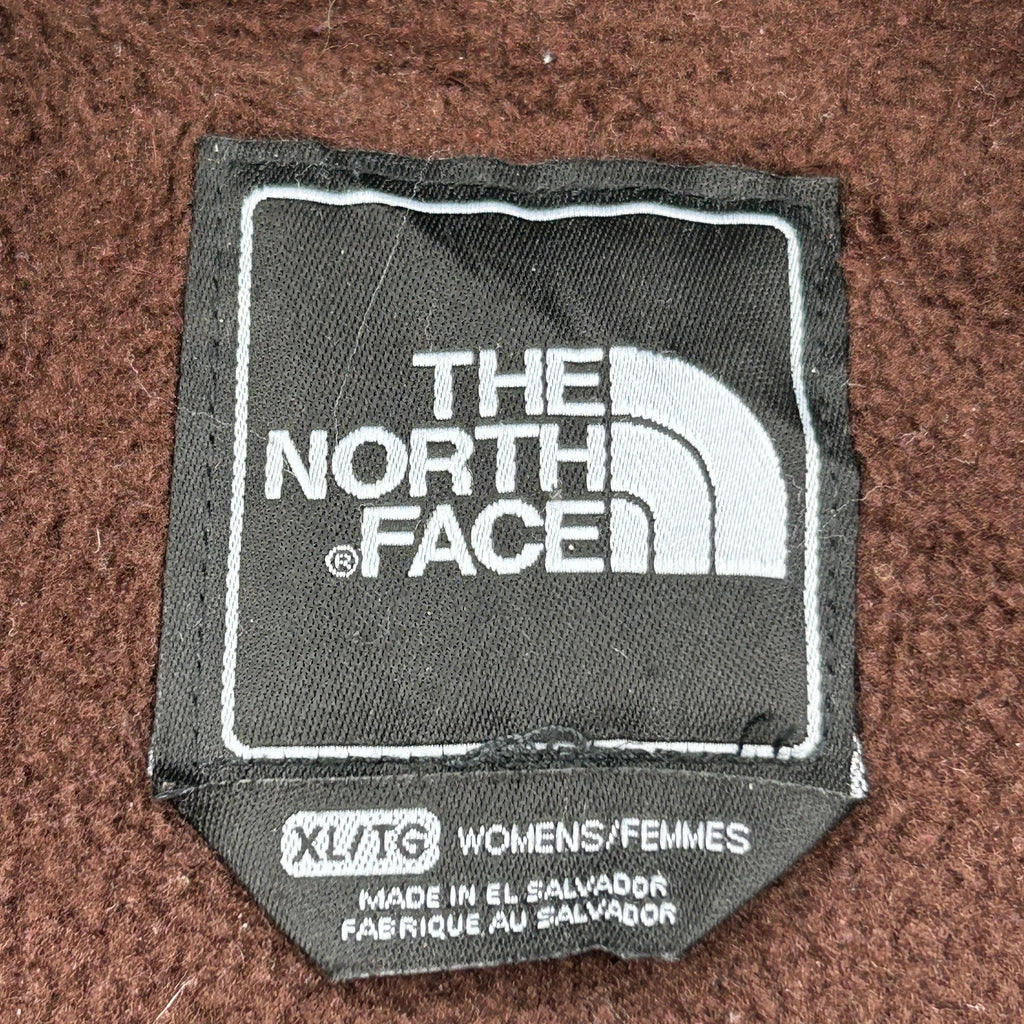 THE
NORTH
®FACE
XL/TG WOMENS/FEMMES
MADE IN EL SALVADOR
FABRIQUE AU SALVADOR